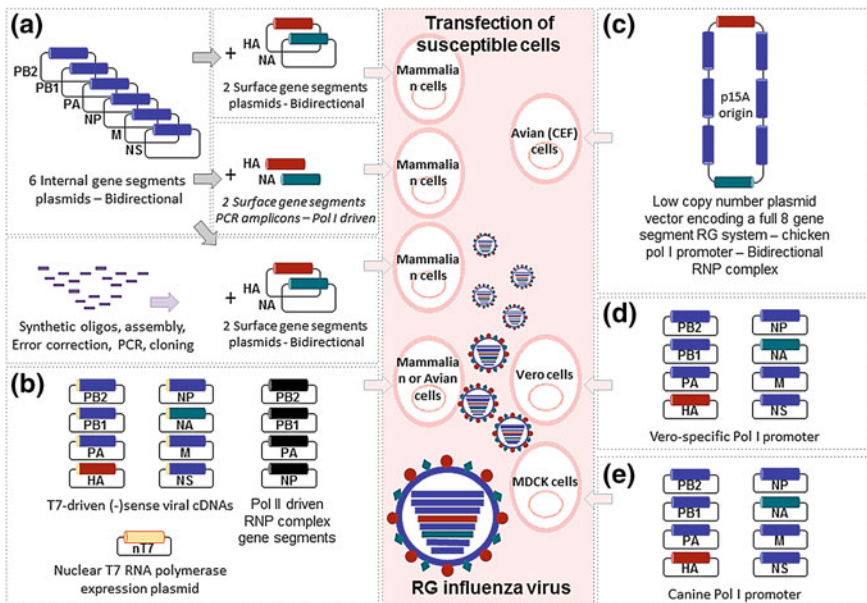 (a)
PB2
PB1
PA
NP
M
NS
6 Internal gene segments
plasmids – Bidirectional
+
HA
NA
2 Surface gene segments
plasmids - Bidirectional
+
HA
NA
2 Surface gene segments
PCR amplicons – Pol I driven
Synthetic oligos, assembly,
Error correction, PCR, cloning
+
HA
NA
2 Surface gene segments
plasmids - Bidirectional
(b)
PB2
PB1
PA
HA
NP
NA
M
NS
T7-driven (-)sense viral cDNAs
PB2
PB1
PA
NP
Pol II driven
RNP complex
gene segments
nT7
Nuclear T7 RNA polymerase
expression plasmid
Transfection of
susceptible cells
Mammalia
n cells
Avian (CEF)
cells
Mammalia
n cells
Mammalia
n cells
Mammalia
n or Avian
cells
Vero cells
MDCK cells
RG influenza virus
(c)
p15A
origin
Low copy number plasmid
vector encoding a full 8 gene
segment RG system – chicken
pol I promoter – Bidirectional
RNP complex
(d)
PB2
PB1
PA
HA
NP
NA
M
NS
Vero-specific Pol I promoter
(e)
PB2
PB1
PA
HA
NP
NA
M
NS
Canine Pol I promoter